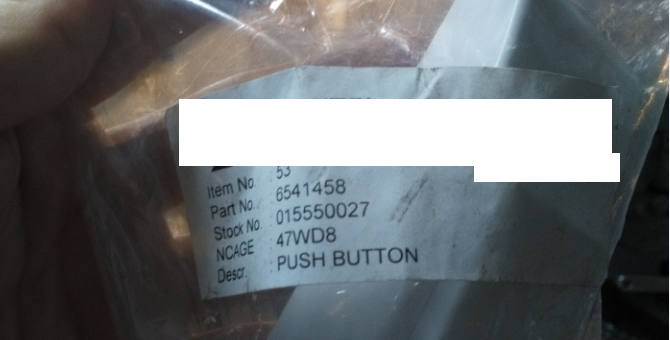 Item No. : 53
Part No. : 6541458
Stock No. : 015550027
NCAGE : 47WD8
Descr. : PUSH BUTTON